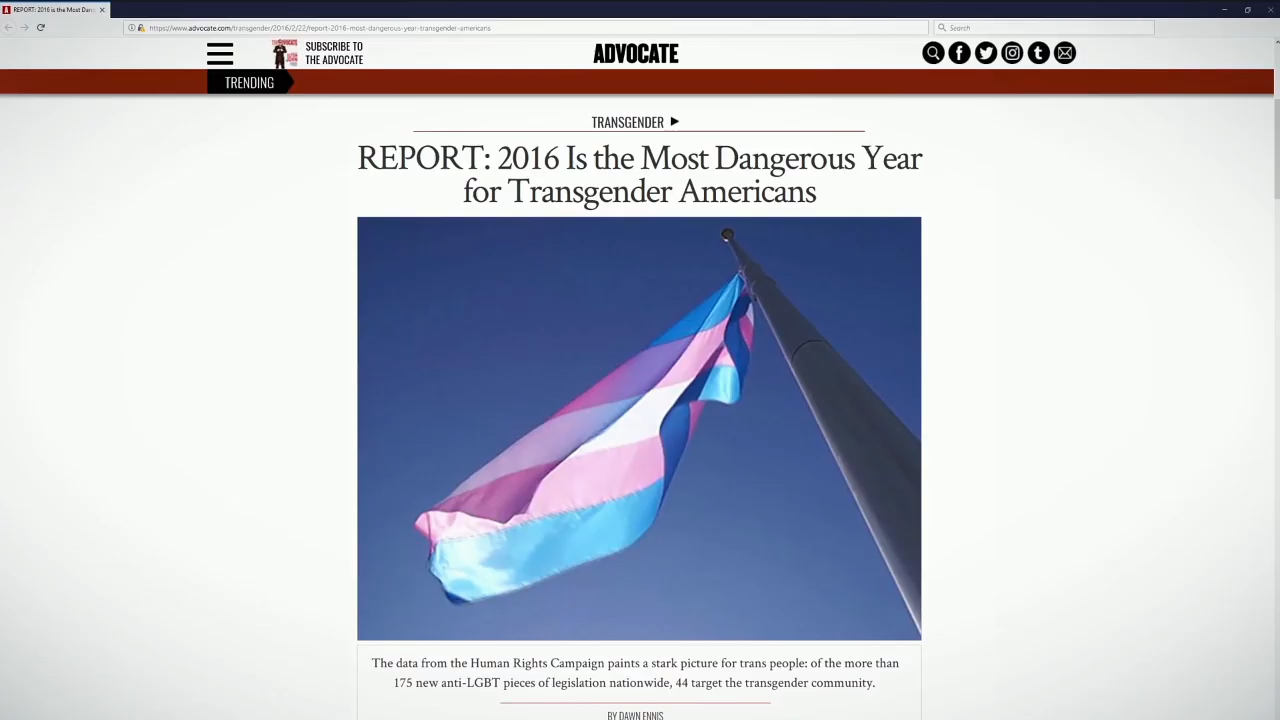 REPORT: 2016 Is the Most Dang
https://www.advocate.com/transgender/2016/2/22/report-2016-most-dangerous-year-transgender-americans
Search
SUBSCRIBE TO
THE ADVOCATE
ADVOCATE
TRENDING
TRANSGENDER
REPORT: 2016 Is the Most Dangerous Year
for Transgender Americans
The data from the Human Rights Campaign paints a stark picture for trans people: of the more than
175 new anti-LGBT pieces of legislation nationwide, 44 target the transgender community.
BY DAWN ENNIS